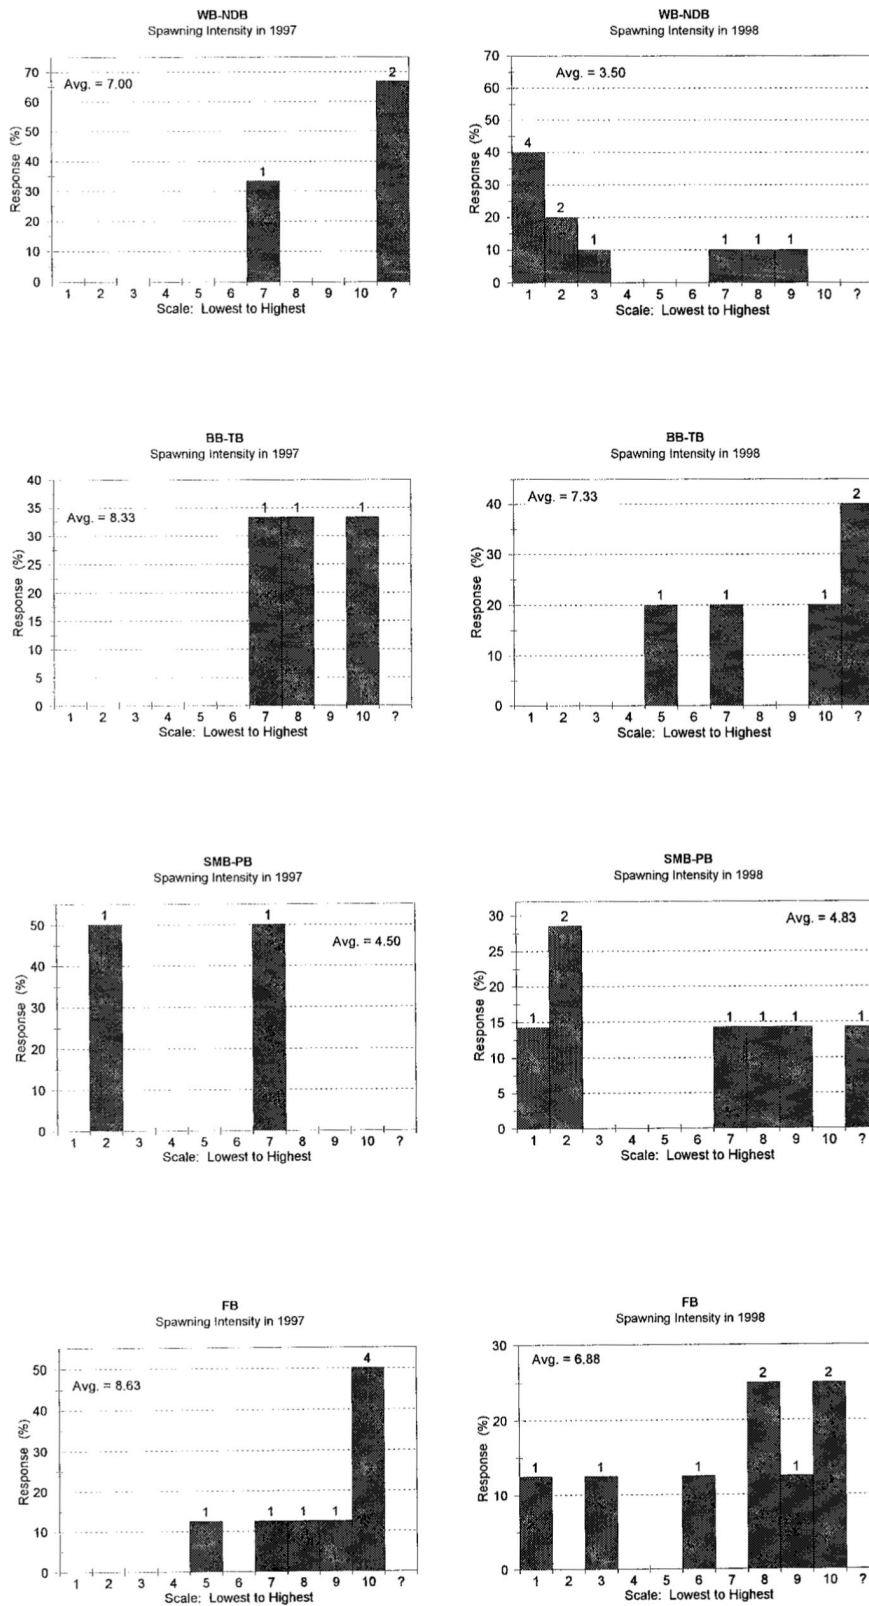 WB-NDB
Spawning Intensity in 1997
Avg. = 7.00
Response (%)
70
60
50
40
30
20
10
0
1
2
1 2 3 4 5 6 7 8 9 10 ?
Scale: Lowest to Highest
WB-NDB
Spawning Intensity in 1998
Avg. = 3.50
Response (%)
70
60
50
40
30
20
10
0
4
2
1 1 1 1
1 2 3 4 5 6 7 8 9 10 ?
Scale: Lowest to Highest
BB-TB
Spawning Intensity in 1997
Avg. = 8.33
Response (%)
40
35
30
25
20
15
10
5
0
1 1 1
1 2 3 4 5 6 7 8 9 10 ?
Scale: Lowest to Highest
BB-TB
Spawning Intensity in 1998
Avg. = 7.33
Response (%)
40
30
20
10
0
2
1 1 1
1 2 3 4 5 6 7 8 9 10 ?
Scale: Lowest to Highest
SMB-PB
Spawning Intensity in 1997
Avg. = 4.50
Response (%)
50
40
30
20
10
0
1 1
1 2 3 4 5 6 7 8 9 10 ?
Scale: Lowest to Highest
SMB-PB
Spawning Intensity in 1998
Avg. = 4.83
Response (%)
30
25
20
15
10
5
0
2
1 1 1 1 1
1 2 3 4 5 6 7 8 9 10 ?
Scale: Lowest to Highest
FB
Spawning Intensity in 1997
Avg. = 8.63
Response (%)
50
40
30
20
10
0
4
1 1 1 1
1 2 3 4 5 6 7 8 9 10 ?
Scale: Lowest to Highest
FB
Spawning Intensity in 1998
Avg. = 6.88
Response (%)
30
20
10
0
2 2
1 1 1 1
1 2 3 4 5 6 7 8 9 10 ?
Scale: Lowest to Highest